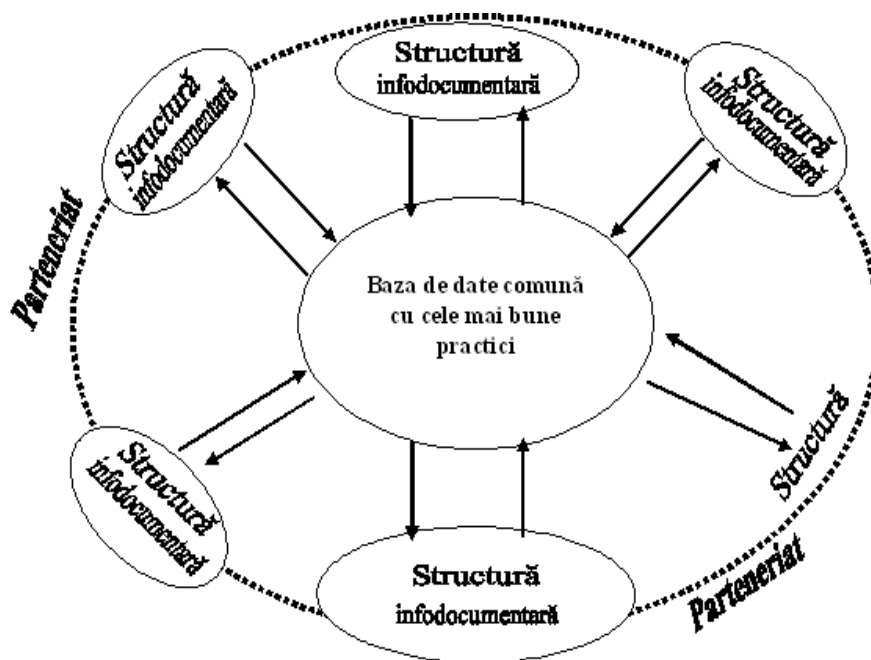 Structură
infodocumentară
Structură
infodocumentară
Structură
infodocumentară
Parteneriat
Baza de date comună
cu cele mai bune
practici
Structură
Structură
infodocumentară
Structură
infodocumentară
Parteneriat